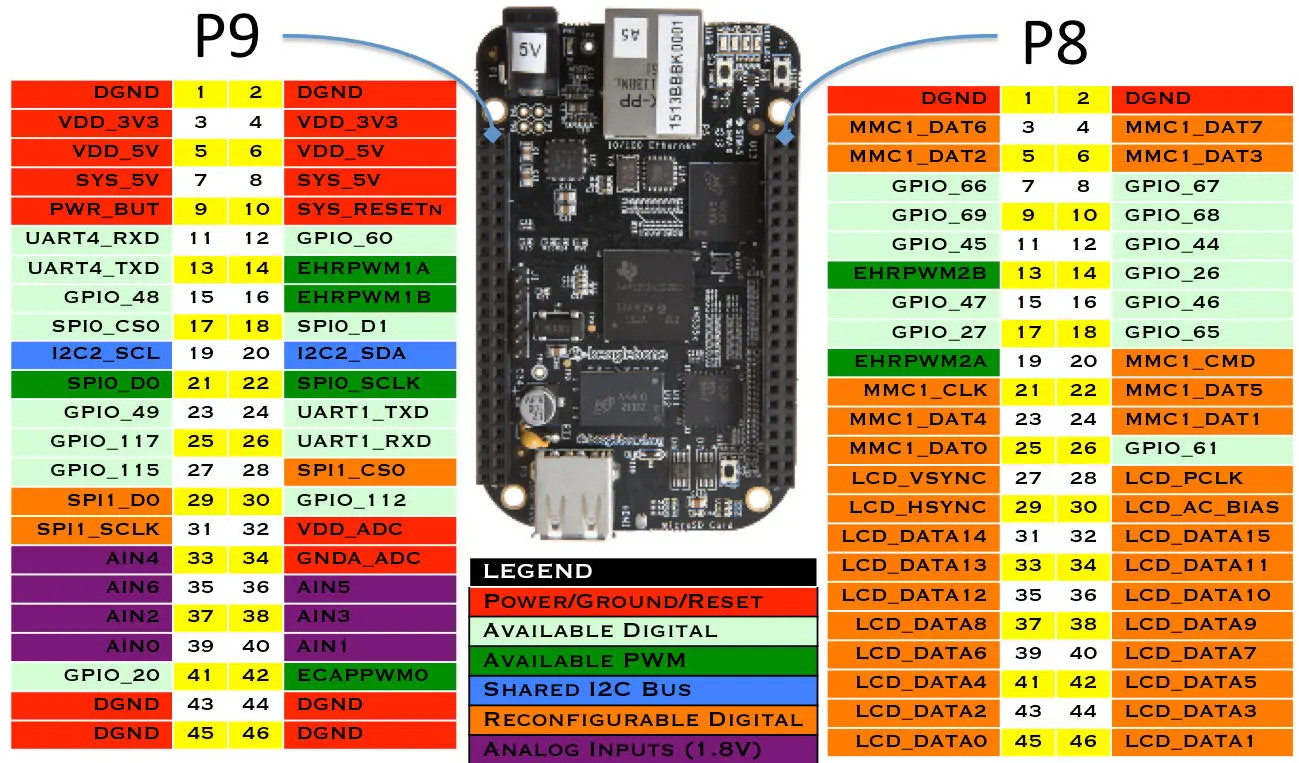 P9
P8
DGND 1 2 DGND
VDD_3V3 3 4 VDD_3V3
VDD_5V 5 6 VDD_5V
SYS_5V 7 8 SYS_5V
PWR_BUT 9 10 SYS_RESETn
UART4_RXD 11 12 GPIO_60
UART4_TXD 13 14 EHRPWM1A
GPIO_48 15 16 EHRPWM1B
SPI0_CS0 17 18 SPI0_D1
I2C2_SCL 19 20 I2C2_SDA
SPI0_D0 21 22 SPI0_SCLK
GPIO_49 23 24 UART1_TXD
GPIO_117 25 26 UART1_RXD
GPIO_115 27 28 SPI1_CS0
SPI1_D0 29 30 GPIO_112
SPI1_SCLK 31 32 VDD_ADC
AIN4 33 34 GNDA_ADC
AIN6 35 36 AIN5
AIN2 37 38 AIN3
AIN0 39 40 AIN1
GPIO_20 41 42 ECAPPWM0
DGND 43 44 DGND
DGND 45 46 DGND
5V
A5
1513BBBK0001
10/100 Ethernet
beaglebone
MicroSD Card
LEGEND
Power/Ground/Reset
Available Digital
Available PWM
Shared I2C Bus
Reconfigurable Digital
Analog Inputs (1.8V)
DGND 1 2 DGND
MMC1_DAT6 3 4 MMC1_DAT7
MMC1_DAT2 5 6 MMC1_DAT3
GPIO_66 7 8 GPIO_67
GPIO_69 9 10 GPIO_68
GPIO_45 11 12 GPIO_44
EHRPWM2B 13 14 GPIO_26
GPIO_47 15 16 GPIO_46
GPIO_27 17 18 GPIO_65
EHRPWM2A 19 20 MMC1_CMD
MMC1_CLK 21 22 MMC1_DAT5
MMC1_DAT4 23 24 MMC1_DAT1
MMC1_DAT0 25 26 GPIO_61
LCD_VSYNC 27 28 LCD_PCLK
LCD_HSYNC 29 30 LCD_AC_BIAS
LCD_DATA14 31 32 LCD_DATA15
LCD_DATA13 33 34 LCD_DATA11
LCD_DATA12 35 36 LCD_DATA10
LCD_DATA8 37 38 LCD_DATA9
LCD_DATA6 39 40 LCD_DATA7
LCD_DATA4 41 42 LCD_DATA5
LCD_DATA2 43 44 LCD_DATA3
LCD_DATA0 45 46 LCD_DATA1